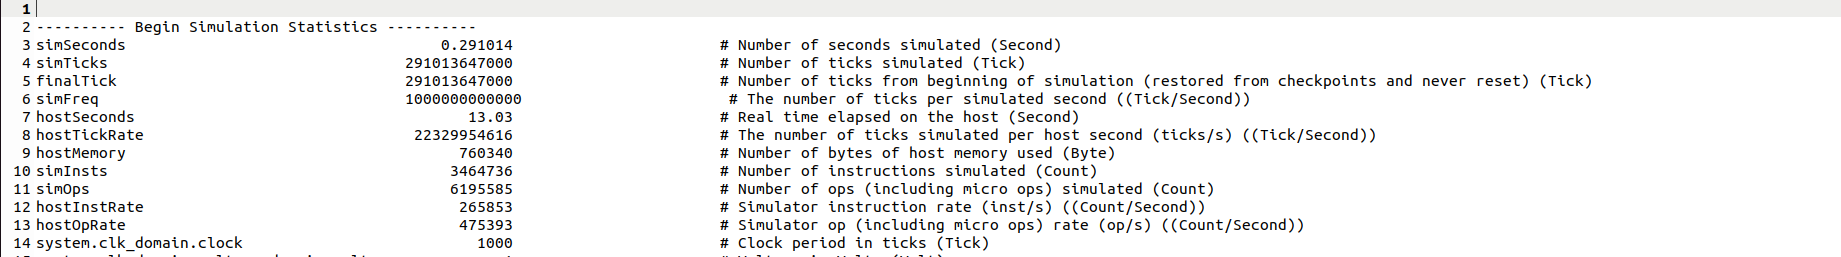 1
2 ---------- Begin Simulation Statistics ----------
3 simSeconds 0.291014 # Number of seconds simulated (Second)
4 simTicks 291013647000 # Number of ticks simulated (Tick)
5 finalTick 291013647000 # Number of ticks from beginning of simulation (restored from checkpoints and never reset) (Tick)
6 simFreq 1000000000000 # The number of ticks per simulated second ((Tick/Second))
7 hostSeconds 13.03 # Real time elapsed on the host (Second)
8 hostTickRate 22329954616 # The number of ticks simulated per host second (ticks/s) ((Tick/Second))
9 hostMemory 760340 # Number of bytes of host memory used (Byte)
10 simInsts 3464736 # Number of instructions simulated (Count)
11 simOps 6195585 # Number of ops (including micro ops) simulated (Count)
12 hostInstRate 265853 # Simulator instruction rate (inst/s) ((Count/Second))
13 hostOpRate 475393 # Simulator op (including micro ops) rate (op/s) ((Count/Second))
14 system.clk_domain.clock 1000 # Clock period in ticks (Tick)